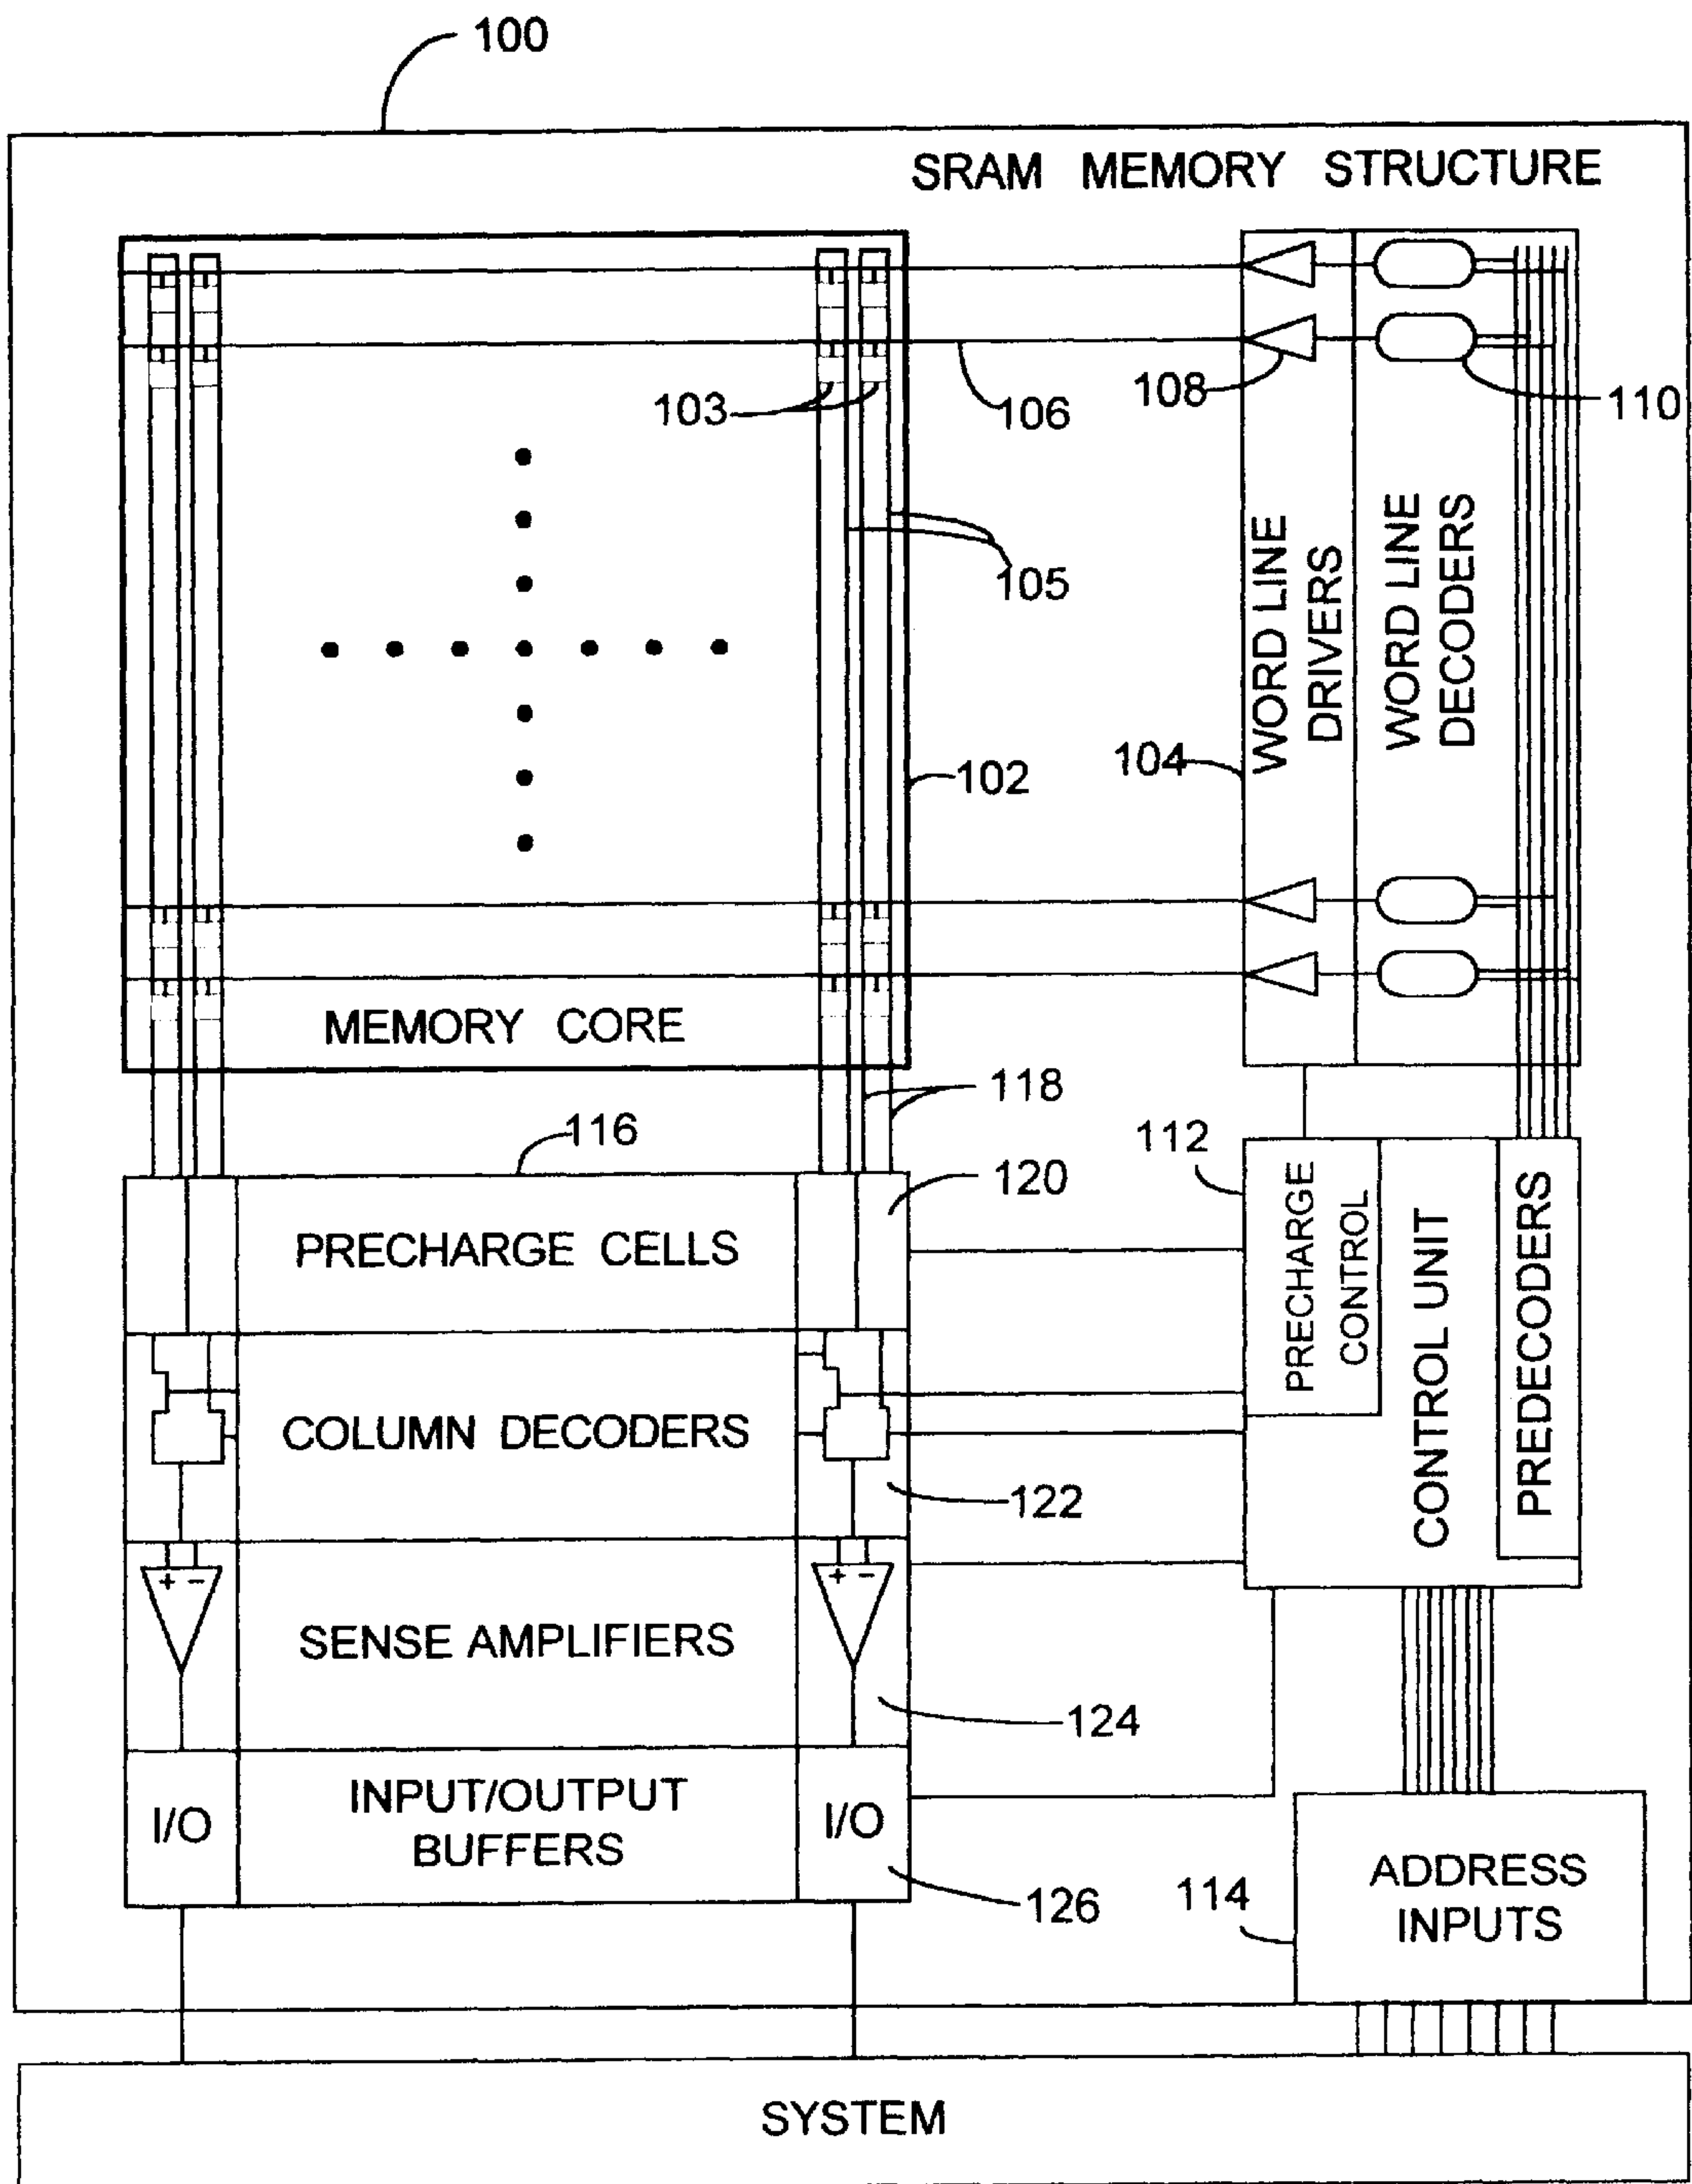 100
SRAM MEMORY STRUCTURE
103
106
108
110
105
WORD LINE
DRIVERS
WORD LINE
DECODERS
104
102
MEMORY CORE
118
116
112
120
PRECHARGE CELLS
PRECHARGE
CONTROL
CONTROL UNIT
PREDECODERS
COLUMN DECODERS
122
+ -
+ -
SENSE AMPLIFIERS
124
I/O
INPUT/OUTPUT
BUFFERS
I/O
126
114
ADDRESS
INPUTS
SYSTEM